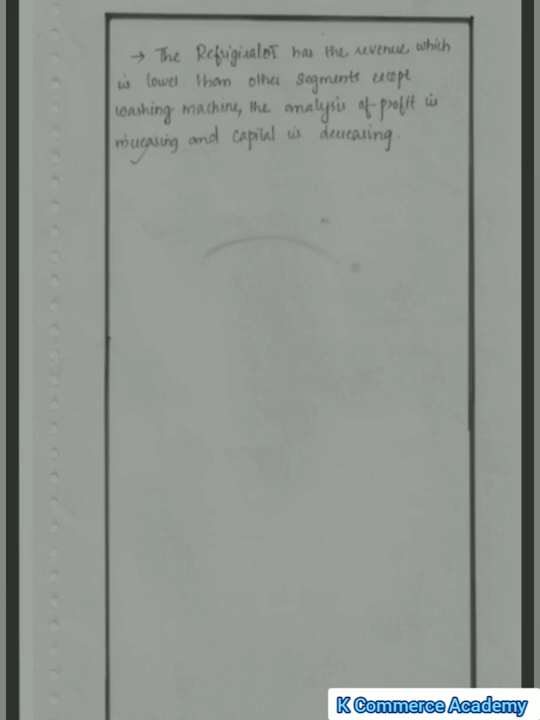 → The Refrigiralot has the revenue which
is lower than other segments except
washing machine, the analysis of profit is
increasing and capital is decreasing.
K Commerce Academy